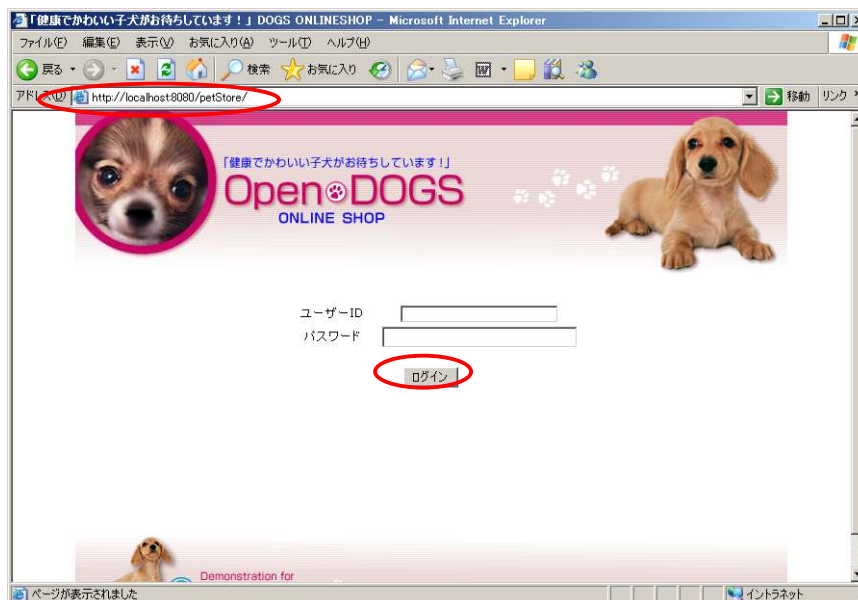 「健康でかわいい子犬がお待ちしています！」 DOGS ONLINESHOP - Microsoft Internet Explorer
ファイル(F) 編集(E) 表示(V) お気に入り(A) ツール(T) ヘルプ(H)
戻る 検索 お気に入り
アドレス(D) http://localhost:8080/petStore/ 移動 リンク »
「健康でかわいい子犬がお待ちしています！」
Open DOGS
ONLINE SHOP
ユーザーID
パスワード
ログイン
Demonstration for
ページが表示されました イントラネット